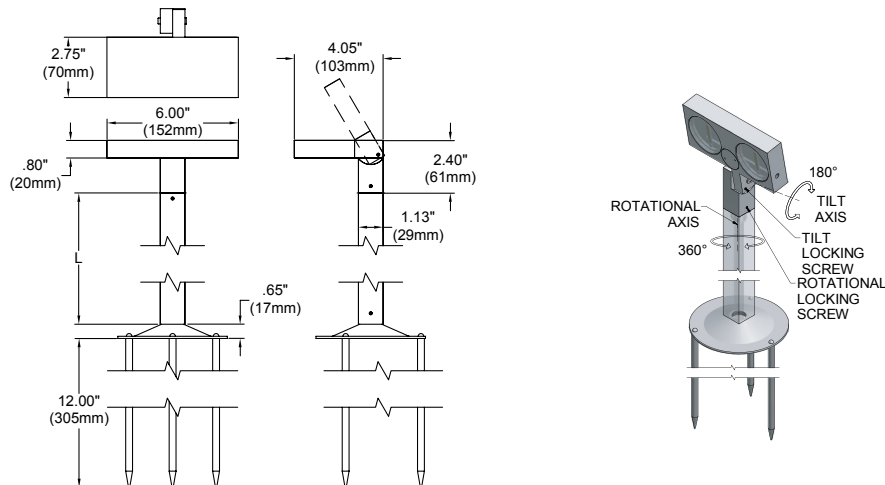 2.75"
(70mm)
6.00"
(152mm)
.80"
(20mm)
L
.65"
(17mm)
12.00"
(305mm)
4.05"
(103mm)
2.40"
(61mm)
1.13"
(29mm)
180°
TILT
AXIS
ROTATIONAL
AXIS
360°
TILT
LOCKING
SCREW
ROTATIONAL
LOCKING
SCREW